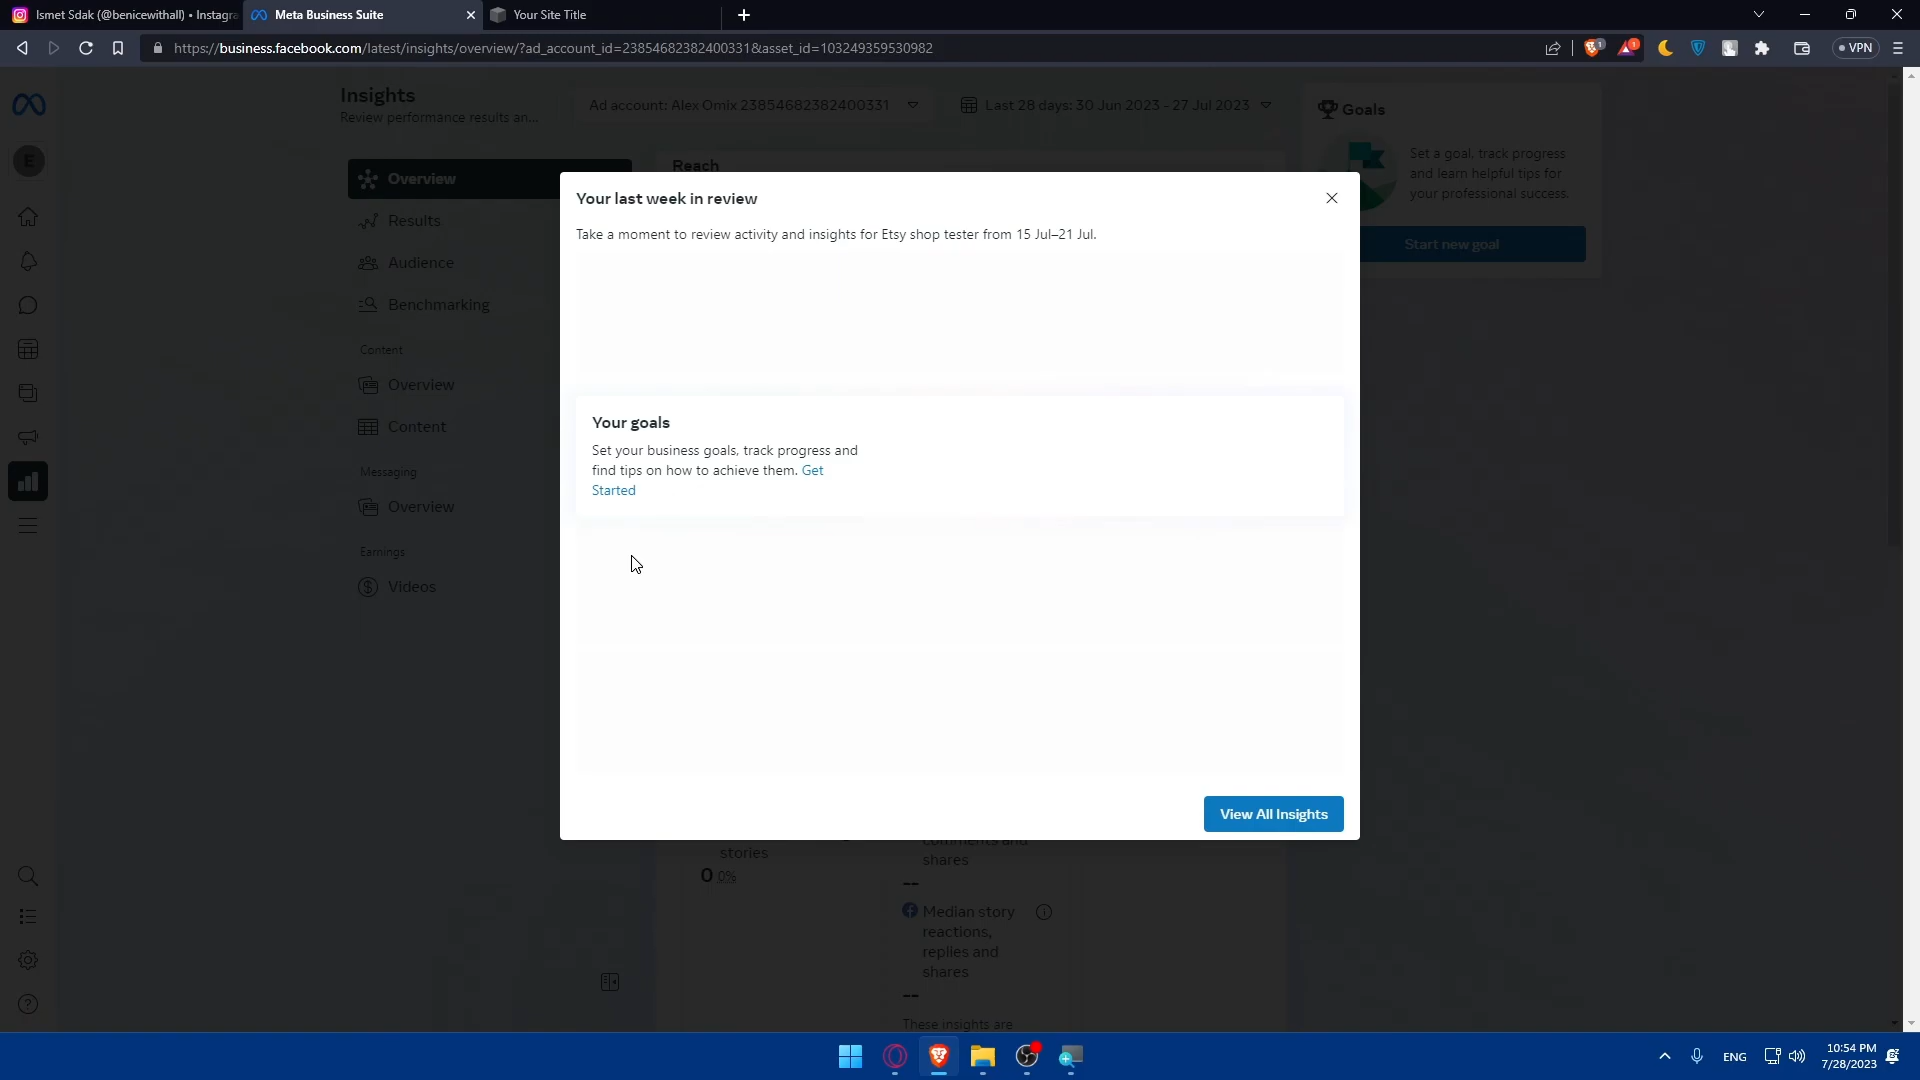 Ismet Sdak (@benicewithall) • Instagra
Meta Business Suite
Your Site Title
https://business.facebook.com/latest/insights/overview/?ad_account_id=23854682382400331&asset_id=103249359530982
VPN
Insights
Review performance results an...
Ad account: Alex Omix 23854682382400331
Last 28 days: 30 Jun 2023 - 27 Jul 2023
Goals
Set a goal, track progress
and learn helpful tips for
your professional success.
Start new goal
E
Overview
Results
Audience
Benchmarking
Content
Overview
Content
Messaging
Overview
Earnings
Videos
Reach
Your last week in review
Take a moment to review activity and insights for Etsy shop tester from 15 Jul–21 Jul.
Your goals
Set your business goals, track progress and
find tips on how to achieve them. Get
Started
View All Insights
stories
0 0%
comments and
shares
--
Median story
reactions,
replies and
shares
--
These insights are
ENG
10:54 PM
7/28/2023